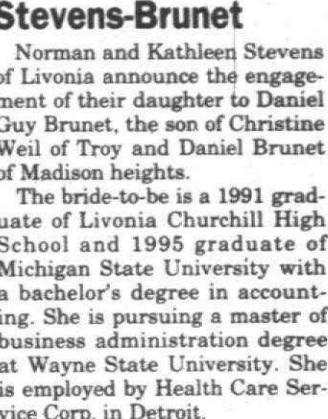 Stevens-Brunet
Norman and Kathleen Stevens
of Livonia announce the engage-
ment of their daughter to Daniel
Guy Brunet, the son of Christine
Weil of Troy and Daniel Brunet
of Madison heights.
The bride-to-be is a 1991 grad-
uate of Livonia Churchill High
School and 1995 graduate of
Michigan State University with
a bachelor's degree in account-
ing. She is pursuing a master of
business administration degree
at Wayne State University. She
is employed by Health Care Ser-
vice Corp. in Detroit.